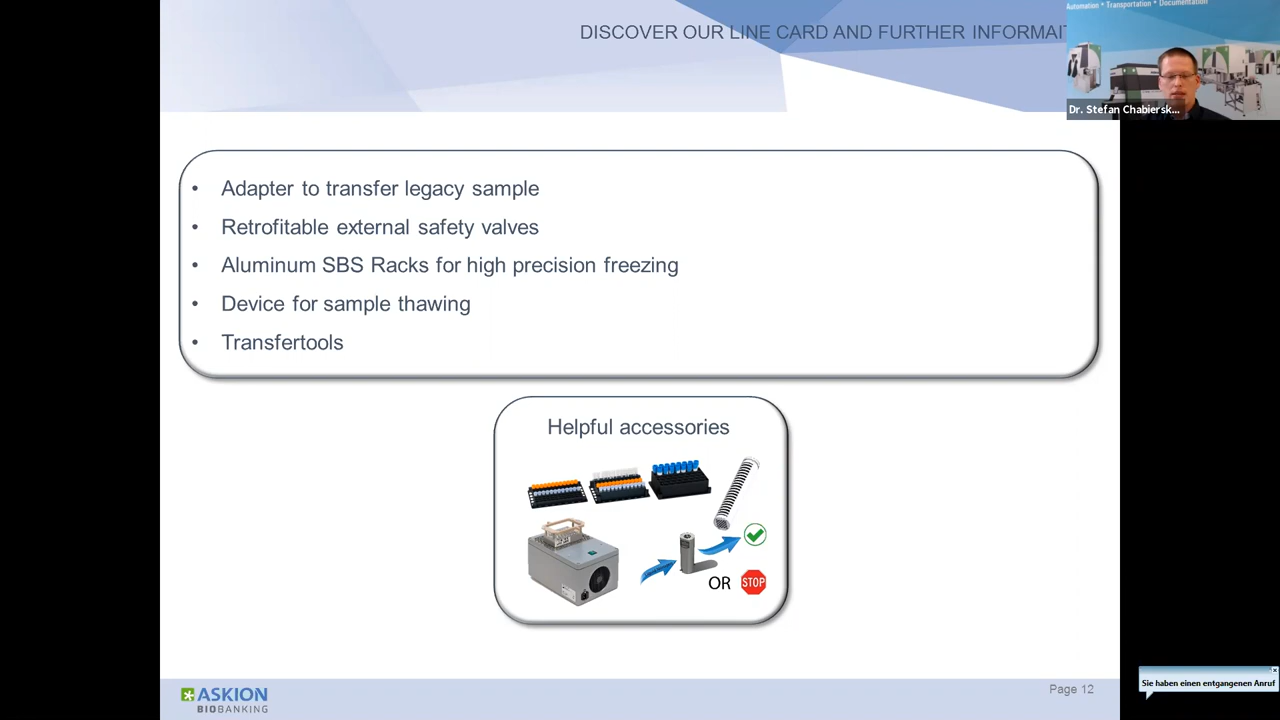 DISCOVER OUR LINE CARD AND FURTHER INFORMAT
Automation • Transportation • Documentation
Dr. Stefan Chabiersk...
• Adapter to transfer legacy sample
• Retrofitable external safety valves
• Aluminum SBS Racks for high precision freezing
• Device for sample thawing
• Transfertools
Helpful accessories
OR
STOP
ASKION
BIOBANKING
Page 12
Sie haben einen entgangenen Anruf